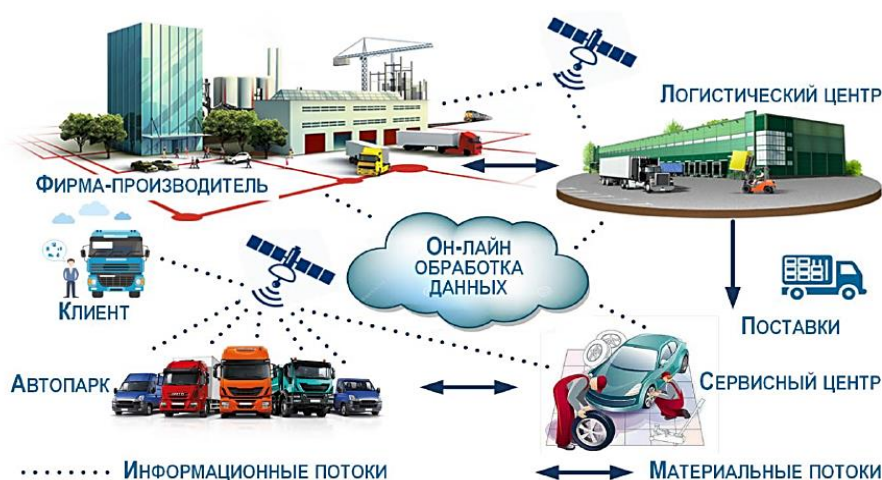 Логистический центр
Фирма-производитель
Он-лайн
обработка
данных
Клиент
Поставки
Автопарк
Сервисный центр
Информационные потоки
Материальные потоки